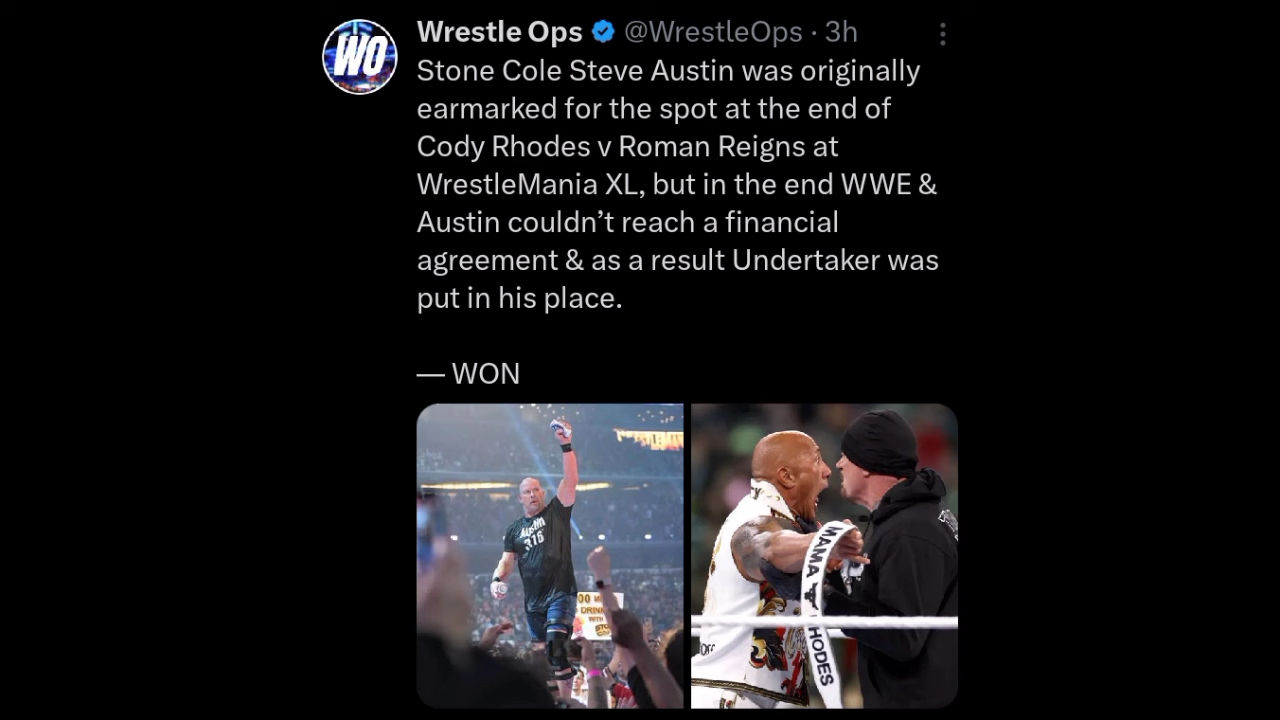 WO
Wrestle Ops @WrestleOps · 3h
Stone Cole Steve Austin was originally
earmarked for the spot at the end of
Cody Rhodes v Roman Reigns at
WrestleMania XL, but in the end WWE &
Austin couldn’t reach a financial
agreement & as a result Undertaker was
put in his place.
— WON
AUSTIN
316
DRINK
WITH
MAMA
RHODES